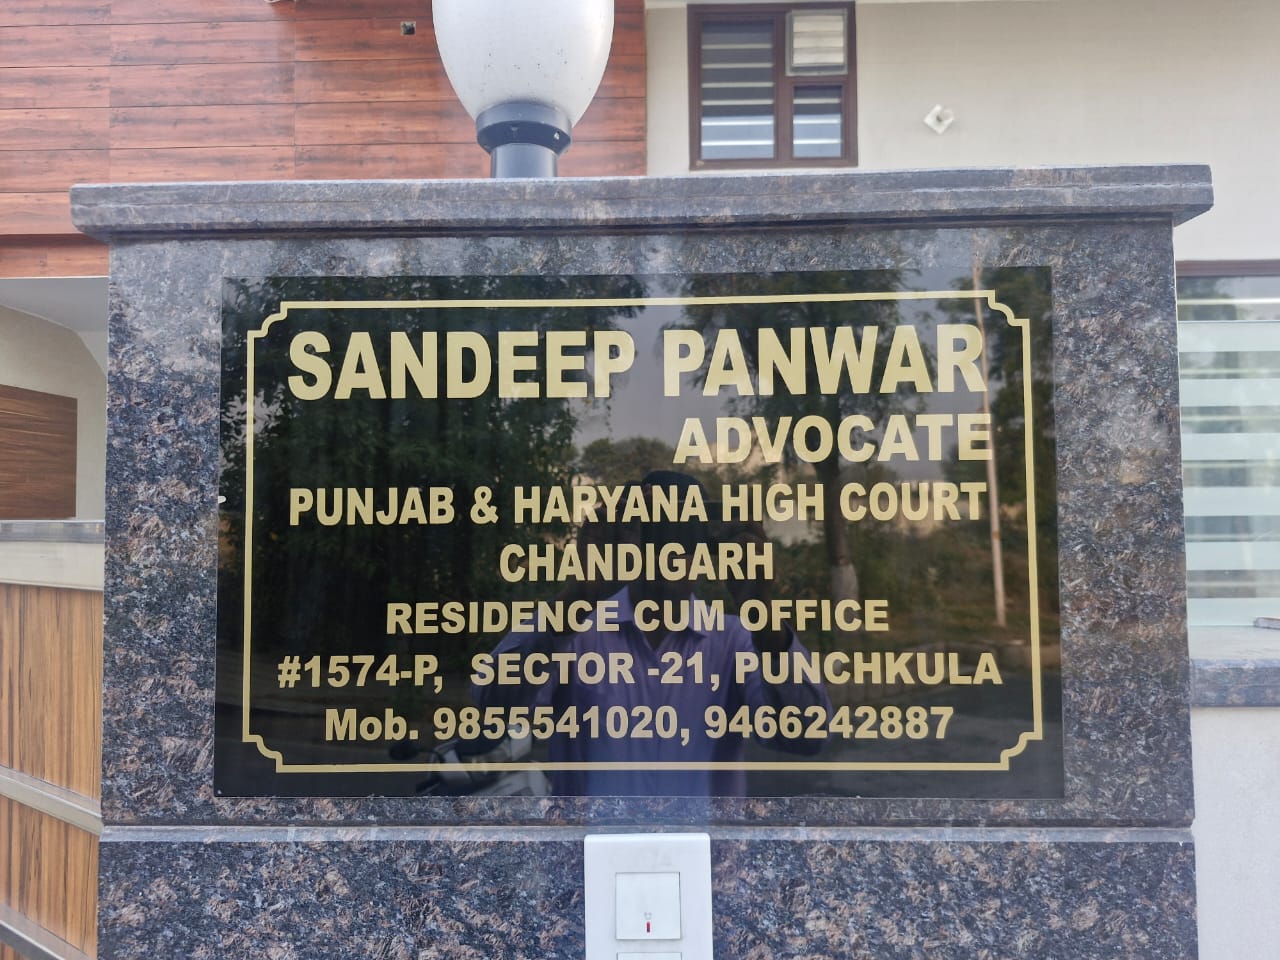 SANDEEP PANWAR
ADVOCATE
PUNJAB & HARYANA HIGH COURT
CHANDIGARH
RESIDENCE CUM OFFICE
#1574-P, SECTOR -21, PUNCHKULA
Mob. 9855541020, 9466242887